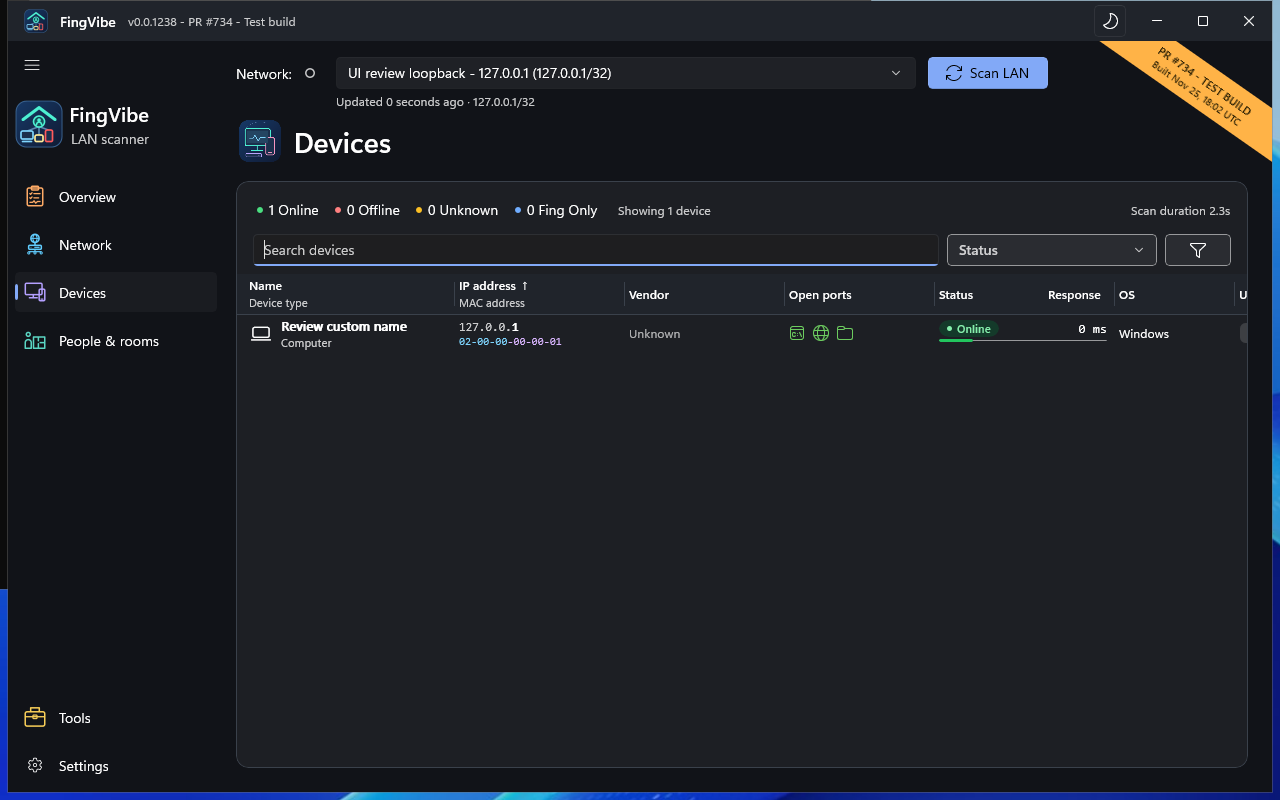 FingVibe v0.0.1238 - PR #734 - Test build
PR #734 - TEST BUILD
Built Nov 25, 18:02 UTC
Network: UI review loopback - 127.0.0.1 (127.0.0.1/32) Scan LAN
Updated 0 seconds ago · 127.0.0.1/32
FingVibe
LAN scanner
Overview
Network
Devices
People & rooms
Tools
Settings
Devices
1 Online 0 Offline 0 Unknown 0 Fing Only Showing 1 device Scan duration 2.3s
Search devices Status
Name IP address ↑ Vendor Open ports Status Response OS U
Device type MAC address
Review custom name 127.0.0.1 Unknown Online 0 ms Windows
Computer 02-00-00-00-00-01